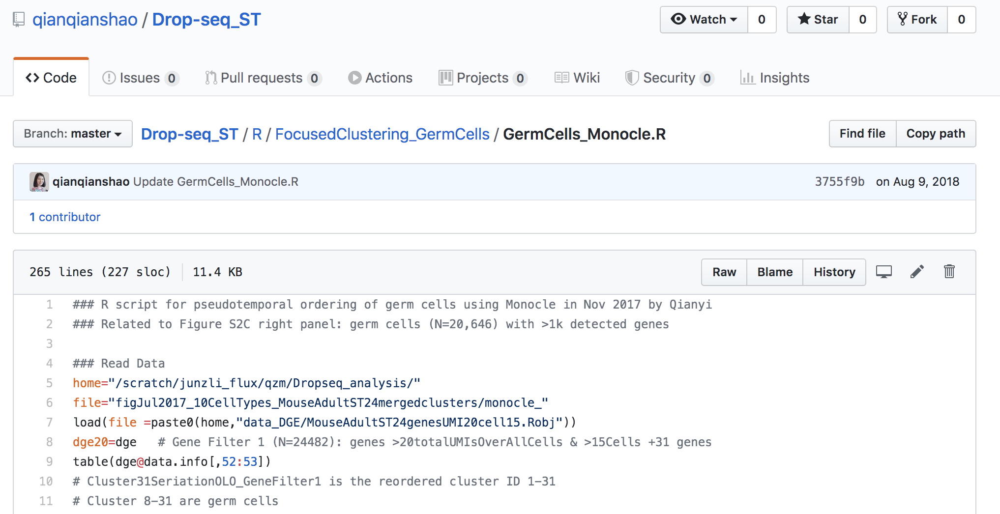 qianqianshao / Drop-seq_ST
Watch 0 Star 0 Fork 0
Code Issues 0 Pull requests 0 Actions Projects 0 Wiki Security 0 Insights
Branch: master Drop-seq_ST / R / FocusedClustering_GermCells / GermCells_Monocle.R Find file Copy path
qianqianshao Update GermCells_Monocle.R 3755f9b on Aug 9, 2018
1 contributor
265 lines (227 sloc) 11.4 KB Raw Blame History
1 ### R script for pseudotemporal ordering of germ cells using Monocle in Nov 2017 by Qianyi
2 ### Related to Figure S2C right panel: germ cells (N=20,646) with >1k detected genes
3
4 ### Read Data
5 home="/scratch/junzli_flux/qzm/Dropseq_analysis/"
6 file="figJul2017_10CellTypes_MouseAdultST24mergedclusters/monocle_"
7 load(file =paste0(home,"data_DGE/MouseAdultST24genesUMI20cell15.Robj"))
8 dge20=dge   # Gene Filter 1 (N=24482): genes >20totalUMIsOverAllCells & >15Cells +31 genes
9 table(dge@data.info[,52:53])
10 # Cluster31SeriationOLO_GeneFilter1 is the reordered cluster ID 1-31
11 # Cluster 8-31 are germ cells